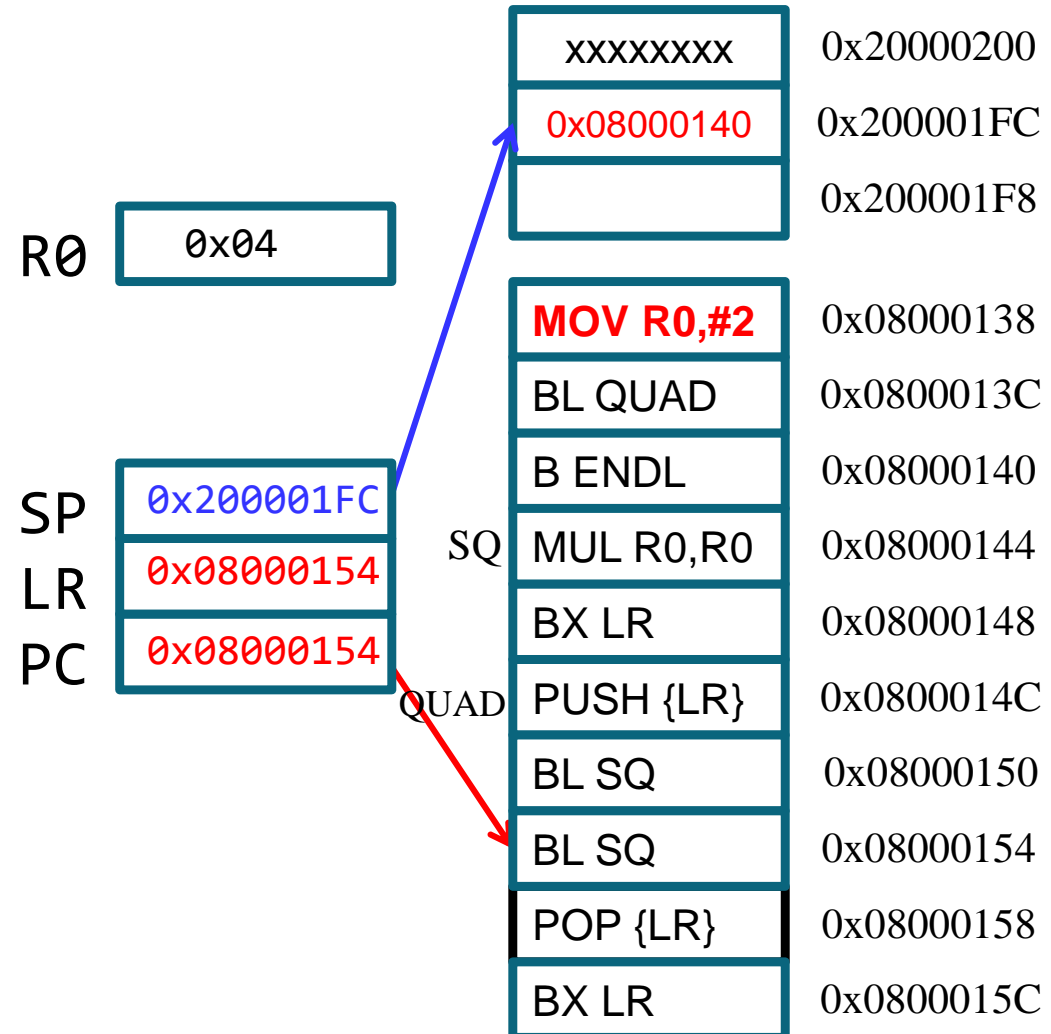 xxxxxxxx 0x20000200
0x08000140 0x200001FC
0x200001F8
R0 0x04
MOV R0,#2 0x08000138
BL QUAD 0x0800013C
B ENDL 0x08000140
SP 0x200001FC
SQ MUL R0,R0 0x08000144
LR 0x08000154
BX LR 0x08000148
PC 0x08000154
QUAD PUSH {LR} 0x0800014C
BL SQ 0x08000150
BL SQ 0x08000154
POP {LR} 0x08000158
BX LR 0x0800015C